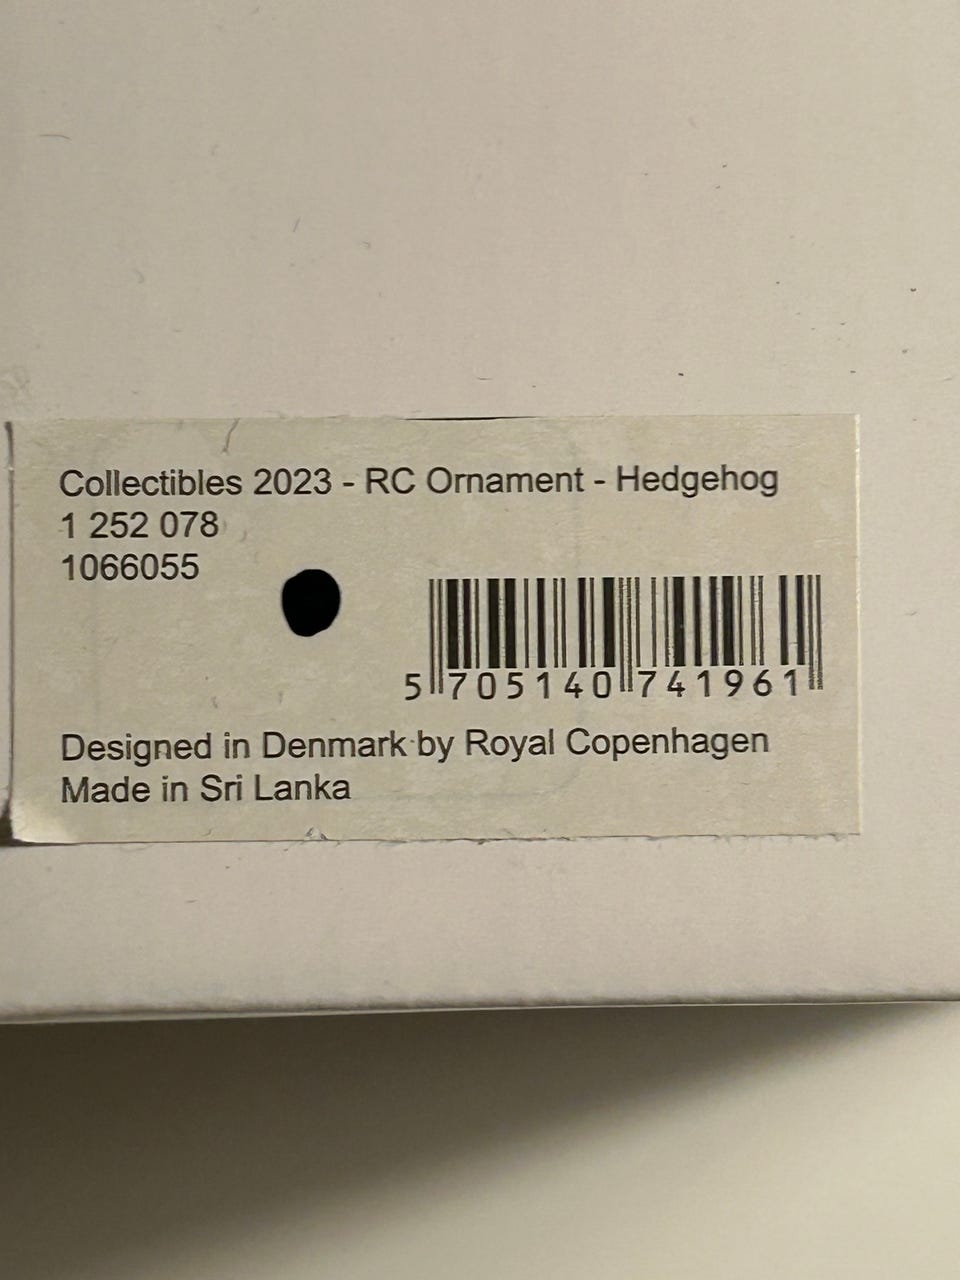 Collectibles 2023 - RC Ornament - Hedgehog
1 252 078
1066055
5 705140 741961
Designed in Denmark by Royal Copenhagen
Made in Sri Lanka